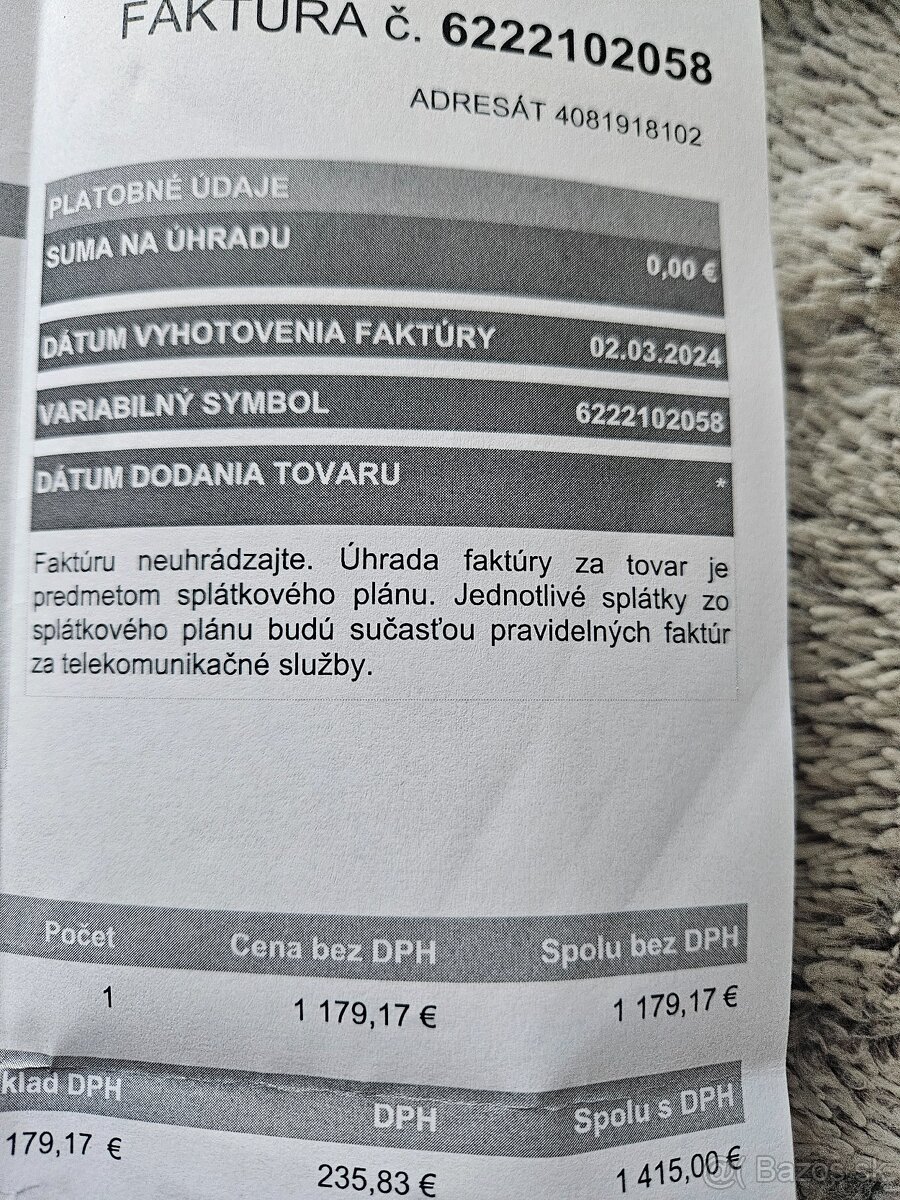 FAKTÚRA č. 6222102058
ADRESÁT 4081918102
PLATOBNÉ ÚDAJE
SUMA NA ÚHRADU 0,00 €
DÁTUM VYHOTOVENIA FAKTÚRY 02.03.2024
VARIABILNÝ SYMBOL 6222102058
DÁTUM DODANIA TOVARU *
Faktúru neuhrádzajte. Úhrada faktúry za tovar je
predmetom splátkového plánu. Jednotlivé splátky zo
splátkového plánu budú sučasťou pravidelných faktúr
za telekomunikačné služby.
Počet Cena bez DPH Spolu bez DPH
1 1 179,17 € 1 179,17 €
klad DPH DPH Spolu s DPH
179,17 € 235,83 € 1 415,00 €
Bazos.sk